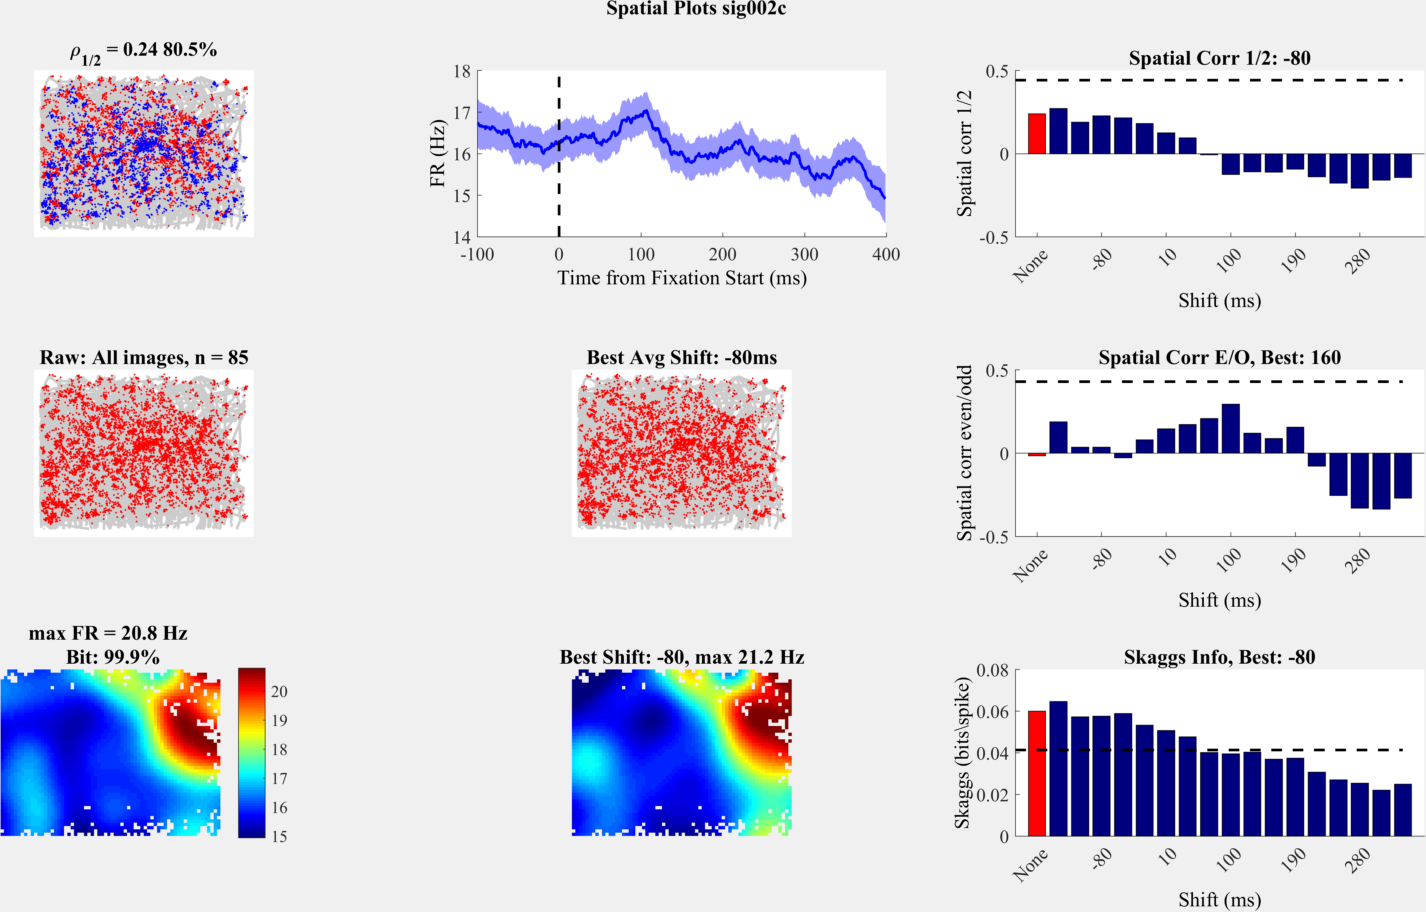 Spatial Plots sig002c
ρ1/2 = 0.24 80.5%
18
17
16
15
14
FR (Hz)
-100
0
100
200
300
400
Time from Fixation Start (ms)
Spatial Corr 1/2: -80
0.5
0
-0.5
Spatial corr 1/2
None
-80
10
100
190
280
Shift (ms)
Raw: All images, n = 85
Best Avg Shift: -80ms
Spatial Corr E/O, Best: 160
0.5
0
-0.5
Spatial corr even/odd
None
-80
10
100
190
280
Shift (ms)
max FR = 20.8 Hz
Bit: 99.9%
20
19
18
17
16
15
Best Shift: -80, max 21.2 Hz
Skaggs Info, Best: -80
0.08
0.06
0.04
0.02
0
Skaggs (bits\spike)
None
-80
10
100
190
280
Shift (ms)